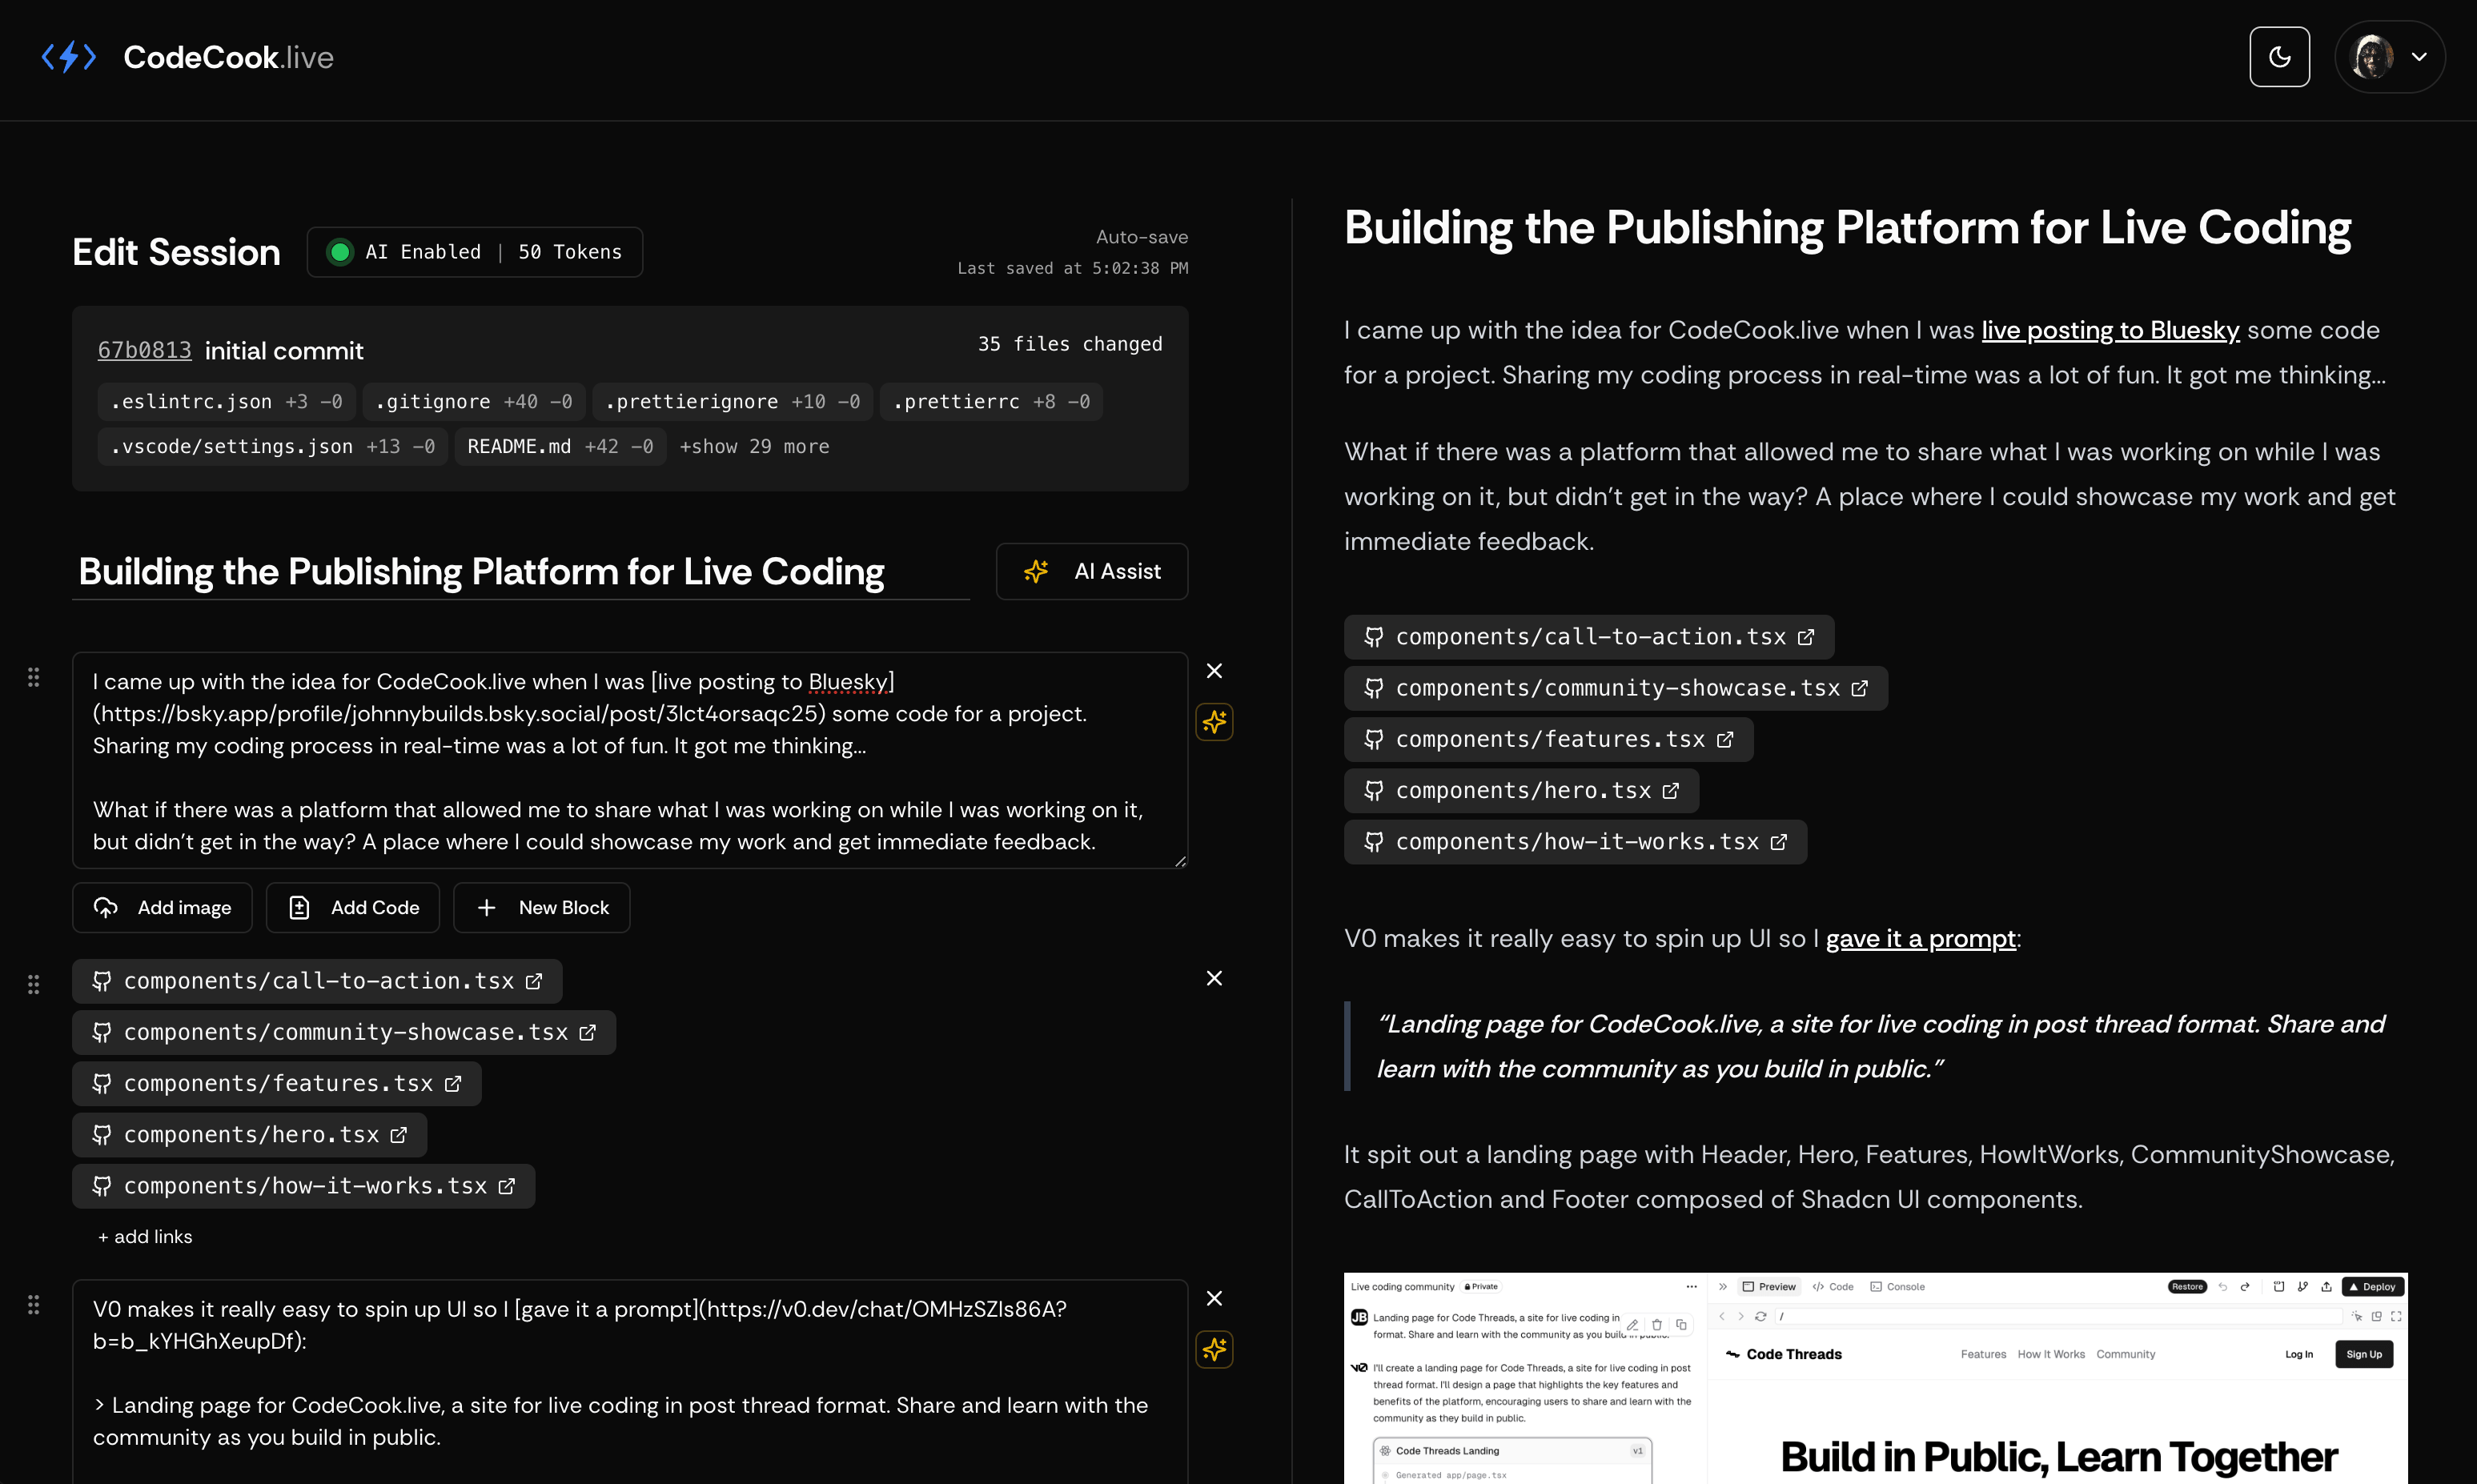 CodeCook.live
Edit Session
AI Enabled | 50 Tokens
Auto-save
Last saved at 5:02:38 PM
67b0813 initial commit
35 files changed
.eslintrc.json +3 -0
.gitignore +40 -0
.prettierignore +10 -0
.prettierrc +8 -0
.vscode/settings.json +13 -0
README.md +42 -0
+show 29 more
Building the Publishing Platform for Live Coding
AI Assist
I came up with the idea for CodeCook.live when I was [live posting to Bluesky]
(https://bsky.app/profile/johnnybuilds.bsky.social/post/3lct4orsaqc25) some code for a project.
Sharing my coding process in real-time was a lot of fun. It got me thinking...
What if there was a platform that allowed me to share what I was working on while I was working on it,
but didn't get in the way? A place where I could showcase my work and get immediate feedback.
Add image
Add Code
New Block
components/call-to-action.tsx
components/community-showcase.tsx
components/features.tsx
components/hero.tsx
components/how-it-works.tsx
+ add links
V0 makes it really easy to spin up UI so I [gave it a prompt](https://v0.dev/chat/OMHzSZIs86A?
b=b_kYHGhXeupDf):
> Landing page for CodeCook.live, a site for live coding in post thread format. Share and learn with the
community as you build in public.
Building the Publishing Platform for Live Coding
I came up with the idea for CodeCook.live when I was live posting to Bluesky some code
for a project. Sharing my coding process in real-time was a lot of fun. It got me thinking...
What if there was a platform that allowed me to share what I was working on while I was
working on it, but didn't get in the way? A place where I could showcase my work and get
immediate feedback.
components/call-to-action.tsx
components/community-showcase.tsx
components/features.tsx
components/hero.tsx
components/how-it-works.tsx
V0 makes it really easy to spin up UI so I gave it a prompt:
“Landing page for CodeCook.live, a site for live coding in post thread format. Share and
learn with the community as you build in public.”
It spit out a landing page with Header, Hero, Features, HowItWorks, CommunityShowcase,
CallToAction and Footer composed of Shadcn UI components.
Live coding community Private
JB
Landing page for Code Threads, a site for live coding in
format. Share and learn with the community as you build in public.
v0
I'll create a landing page for Code Threads, a site for live coding in post
thread format. I'll design a page that highlights the key features and
benefits of the platform, encouraging users to share and learn with the
community as they build in public.
Code Threads Landing v1
Generated app/page.tsx
Preview Code Console
Restore
Deploy
/
Code Threads
Features How It Works Community
Log In
Sign Up
Build in Public, Learn Together